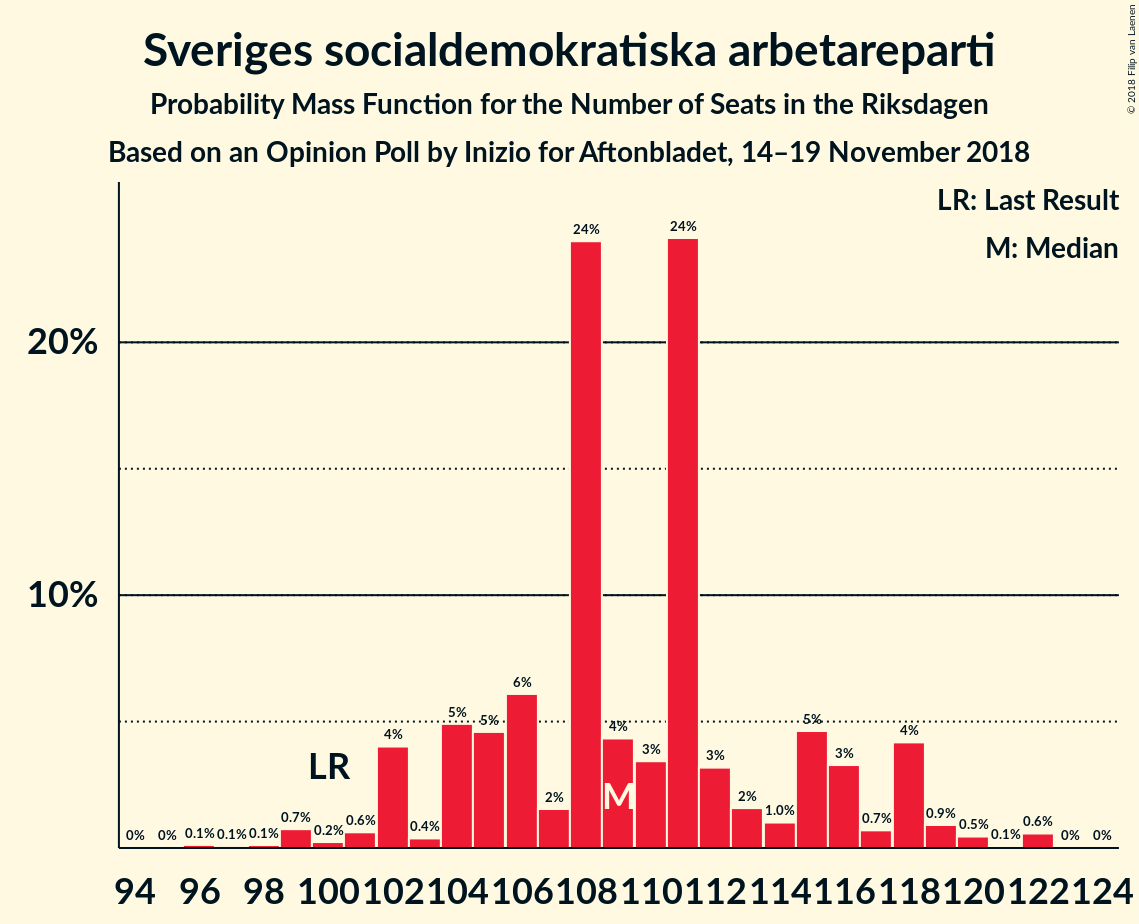 Sveriges socialdemokratiska arbetareparti
Probability Mass Function for the Number of Seats in the Riksdagen
Based on an Opinion Poll by Inizio for Aftonbladet, 14–19 November 2018
© 2018 Filip van Laenen
LR: Last Result
M: Median
20%
10%
0% 0% 0.1% 0.1% 0.1% 0.7% 0.2% 0.6% 4% 0.4% 5% 5% 6% 2% 24% 4% 3% 24% 3% 2% 1.0% 5% 3% 0.7% 4% 0.9% 0.5% 0.1% 0.6% 0% 0%
LR
M
94 96 98 100 102 104 106 108 110 112 114 116 118 120 122 124